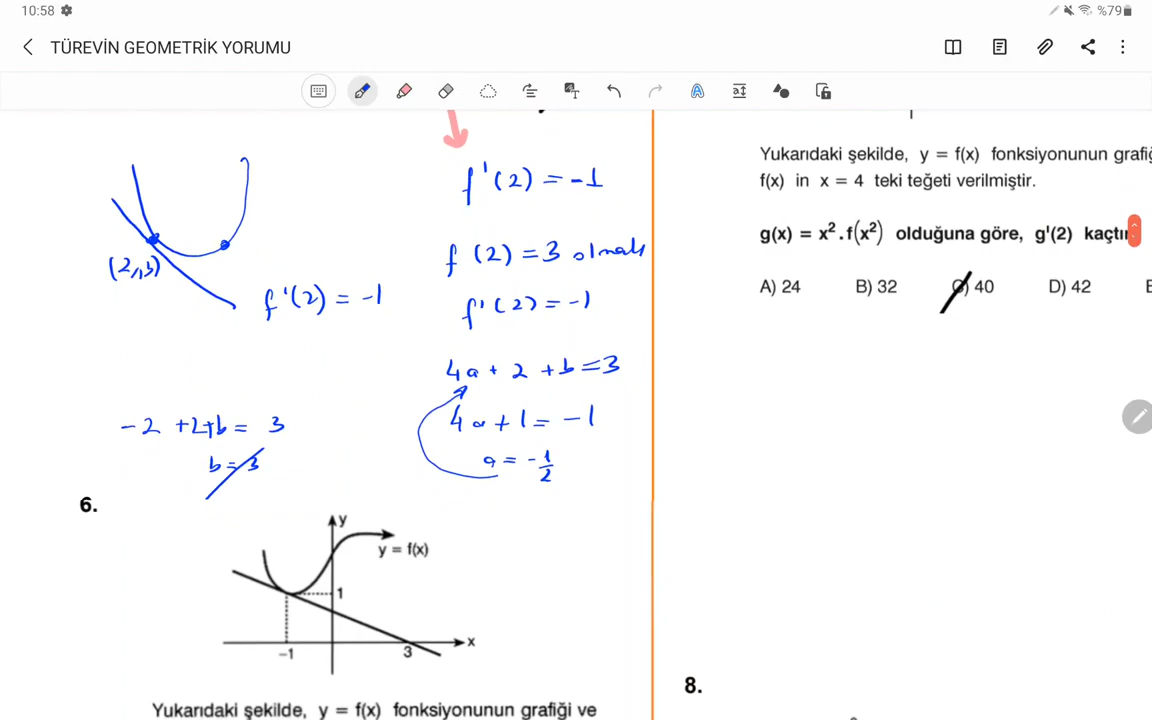 10:58
%79
TÜREVİN GEOMETRİK YORUMU
f'(2) = -1
f(2) = 3 olmalı
f'(2) = -1
(2,3)
f'(2) = -1
4a + 2 + b = 3
4a + 1 = -1
a = -1/2
-2 + 2 + b = 3
b = 3
6.
y
y = f(x)
1
x
-1
3
Yukarıdaki şekilde, y = f(x) fonksiyonunun grafiği ve
Yukarıdaki şekilde, y = f(x) fonksiyonunun grafiğ
f(x) in x = 4 teki teğeti verilmiştir.
g(x) = x².f(x²) olduğuna göre, g'(2) kaçtır
A) 24 B) 32 C) 40 D) 42 E
8.